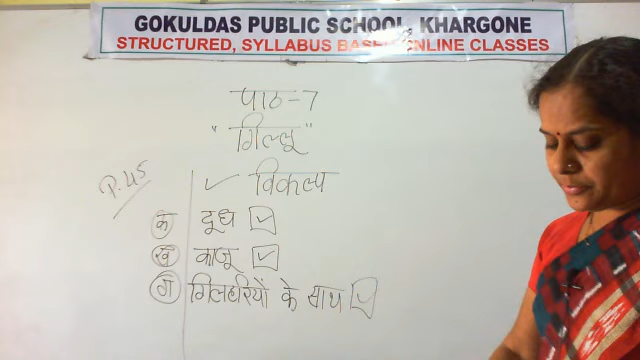 GOKULDAS PUBLIC SCHOOL, KHARGONE
STRUCTURED, SYLLABUS BASED ONLINE CLASSES
पाठ-7
"गिल्लू"
P.45
✓ विकल्प
क दूध ✓
ख काजू ✓
ग गिलहरियों के साथ ✓